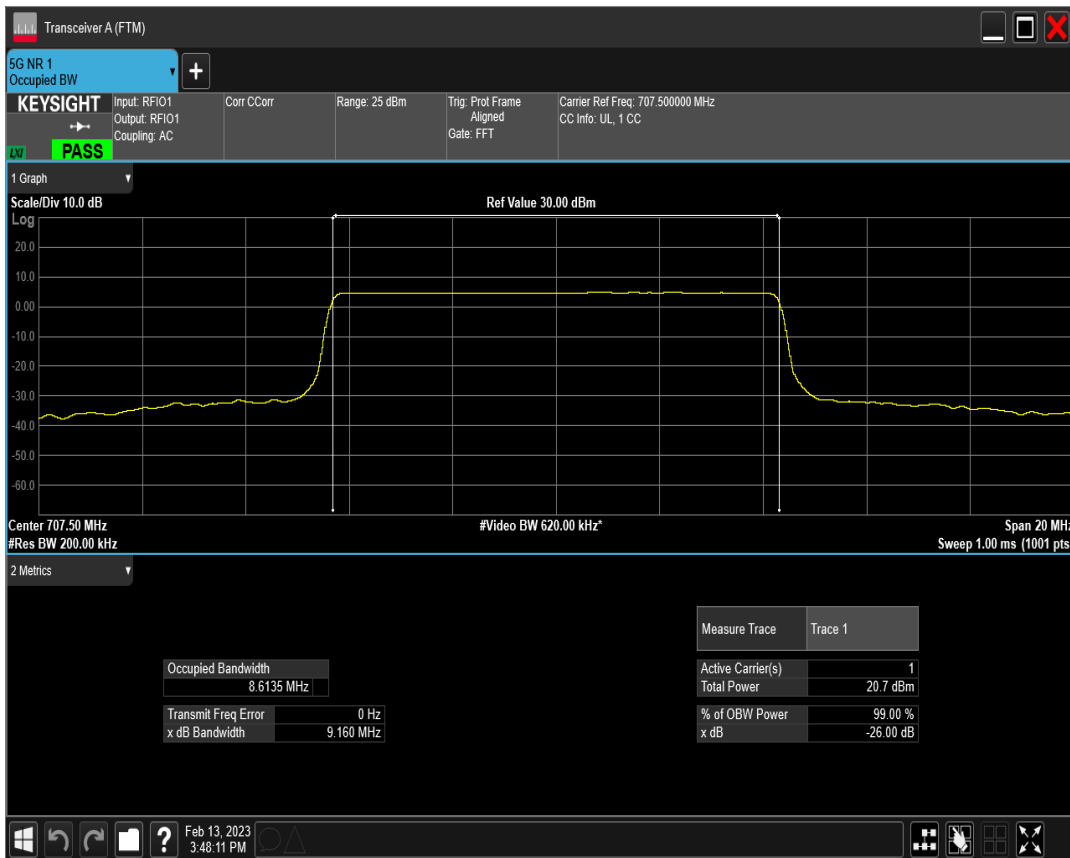 Transceiver A (FTM)
5G NR 1
Occupied BW
+
KEYSIGHT
LXI
PASS
Input: RFIO1
Output: RFIO1
Coupling: AC
Corr CCorr
Range: 25 dBm
Trig: Prot Frame
Aligned
Gate: FFT
Carrier Ref Freq: 707.500000 MHz
CC Info: UL, 1 CC
1 Graph
Scale/Div 10.0 dB
Ref Value 30.00 dBm
Log
20.0
10.0
0.00
-10.0
-20.0
-30.0
-40.0
-50.0
-60.0
Center 707.50 MHz
#Video BW 620.00 kHz*
Span 20 MHz
#Res BW 200.00 kHz
Sweep 1.00 ms (1001 pts
2 Metrics
Measure Trace Trace 1
Occupied Bandwidth
8.6135 MHz
Active Carrier(s) 1
Total Power 20.7 dBm
Transmit Freq Error 0 Hz
x dB Bandwidth 9.160 MHz
% of OBW Power 99.00 %
x dB -26.00 dB
?
Feb 13, 2023
3:48:11 PM